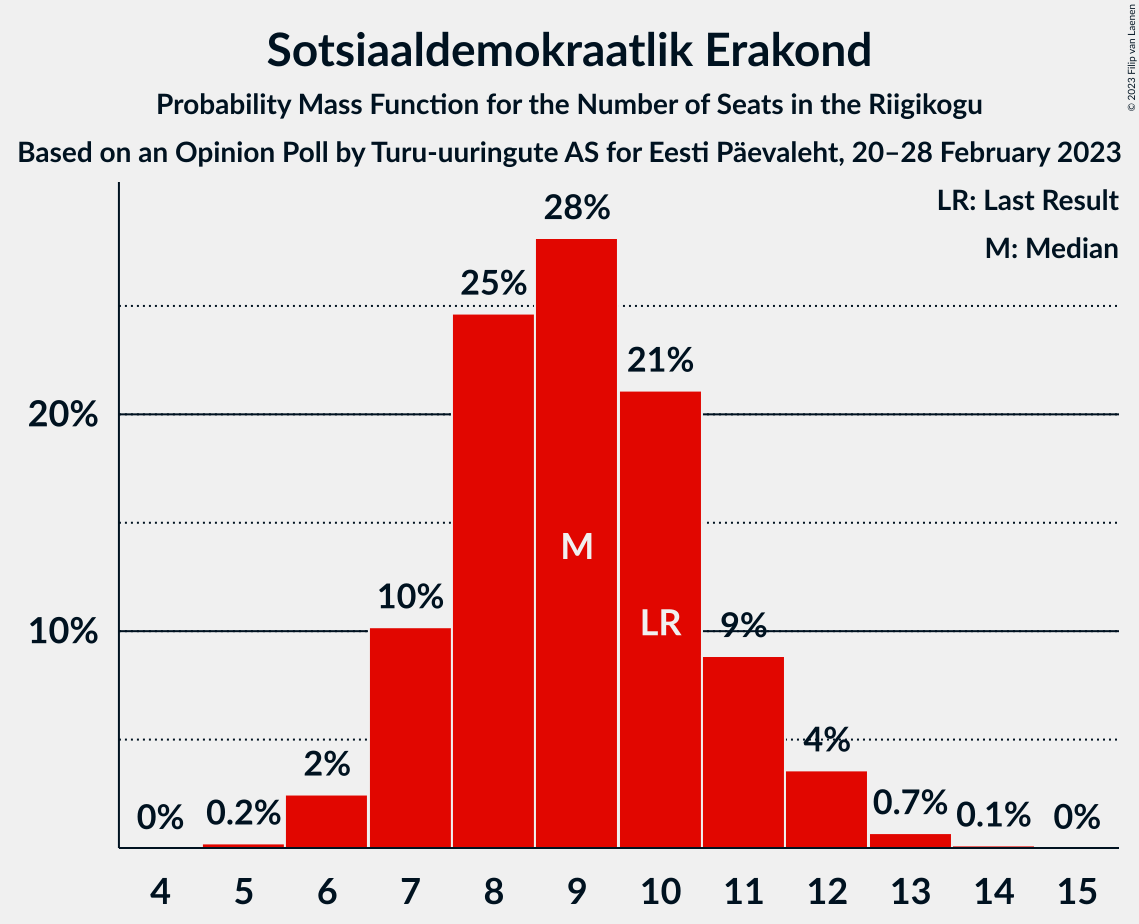 Sotsiaaldemokraatlik Erakond
Probability Mass Function for the Number of Seats in the Riigikogu
Based on an Opinion Poll by Turu-uuringute AS for Eesti Päevaleht, 20–28 February 2023
© 2023 Filip van Laenen
LR: Last Result
M: Median
28%
25%
21%
20%
M
10%
LR
10%
9%
2%
4%
0%
0.2%
0.7%
0.1%
0%
4 5 6 7 8 9 10 11 12 13 14 15